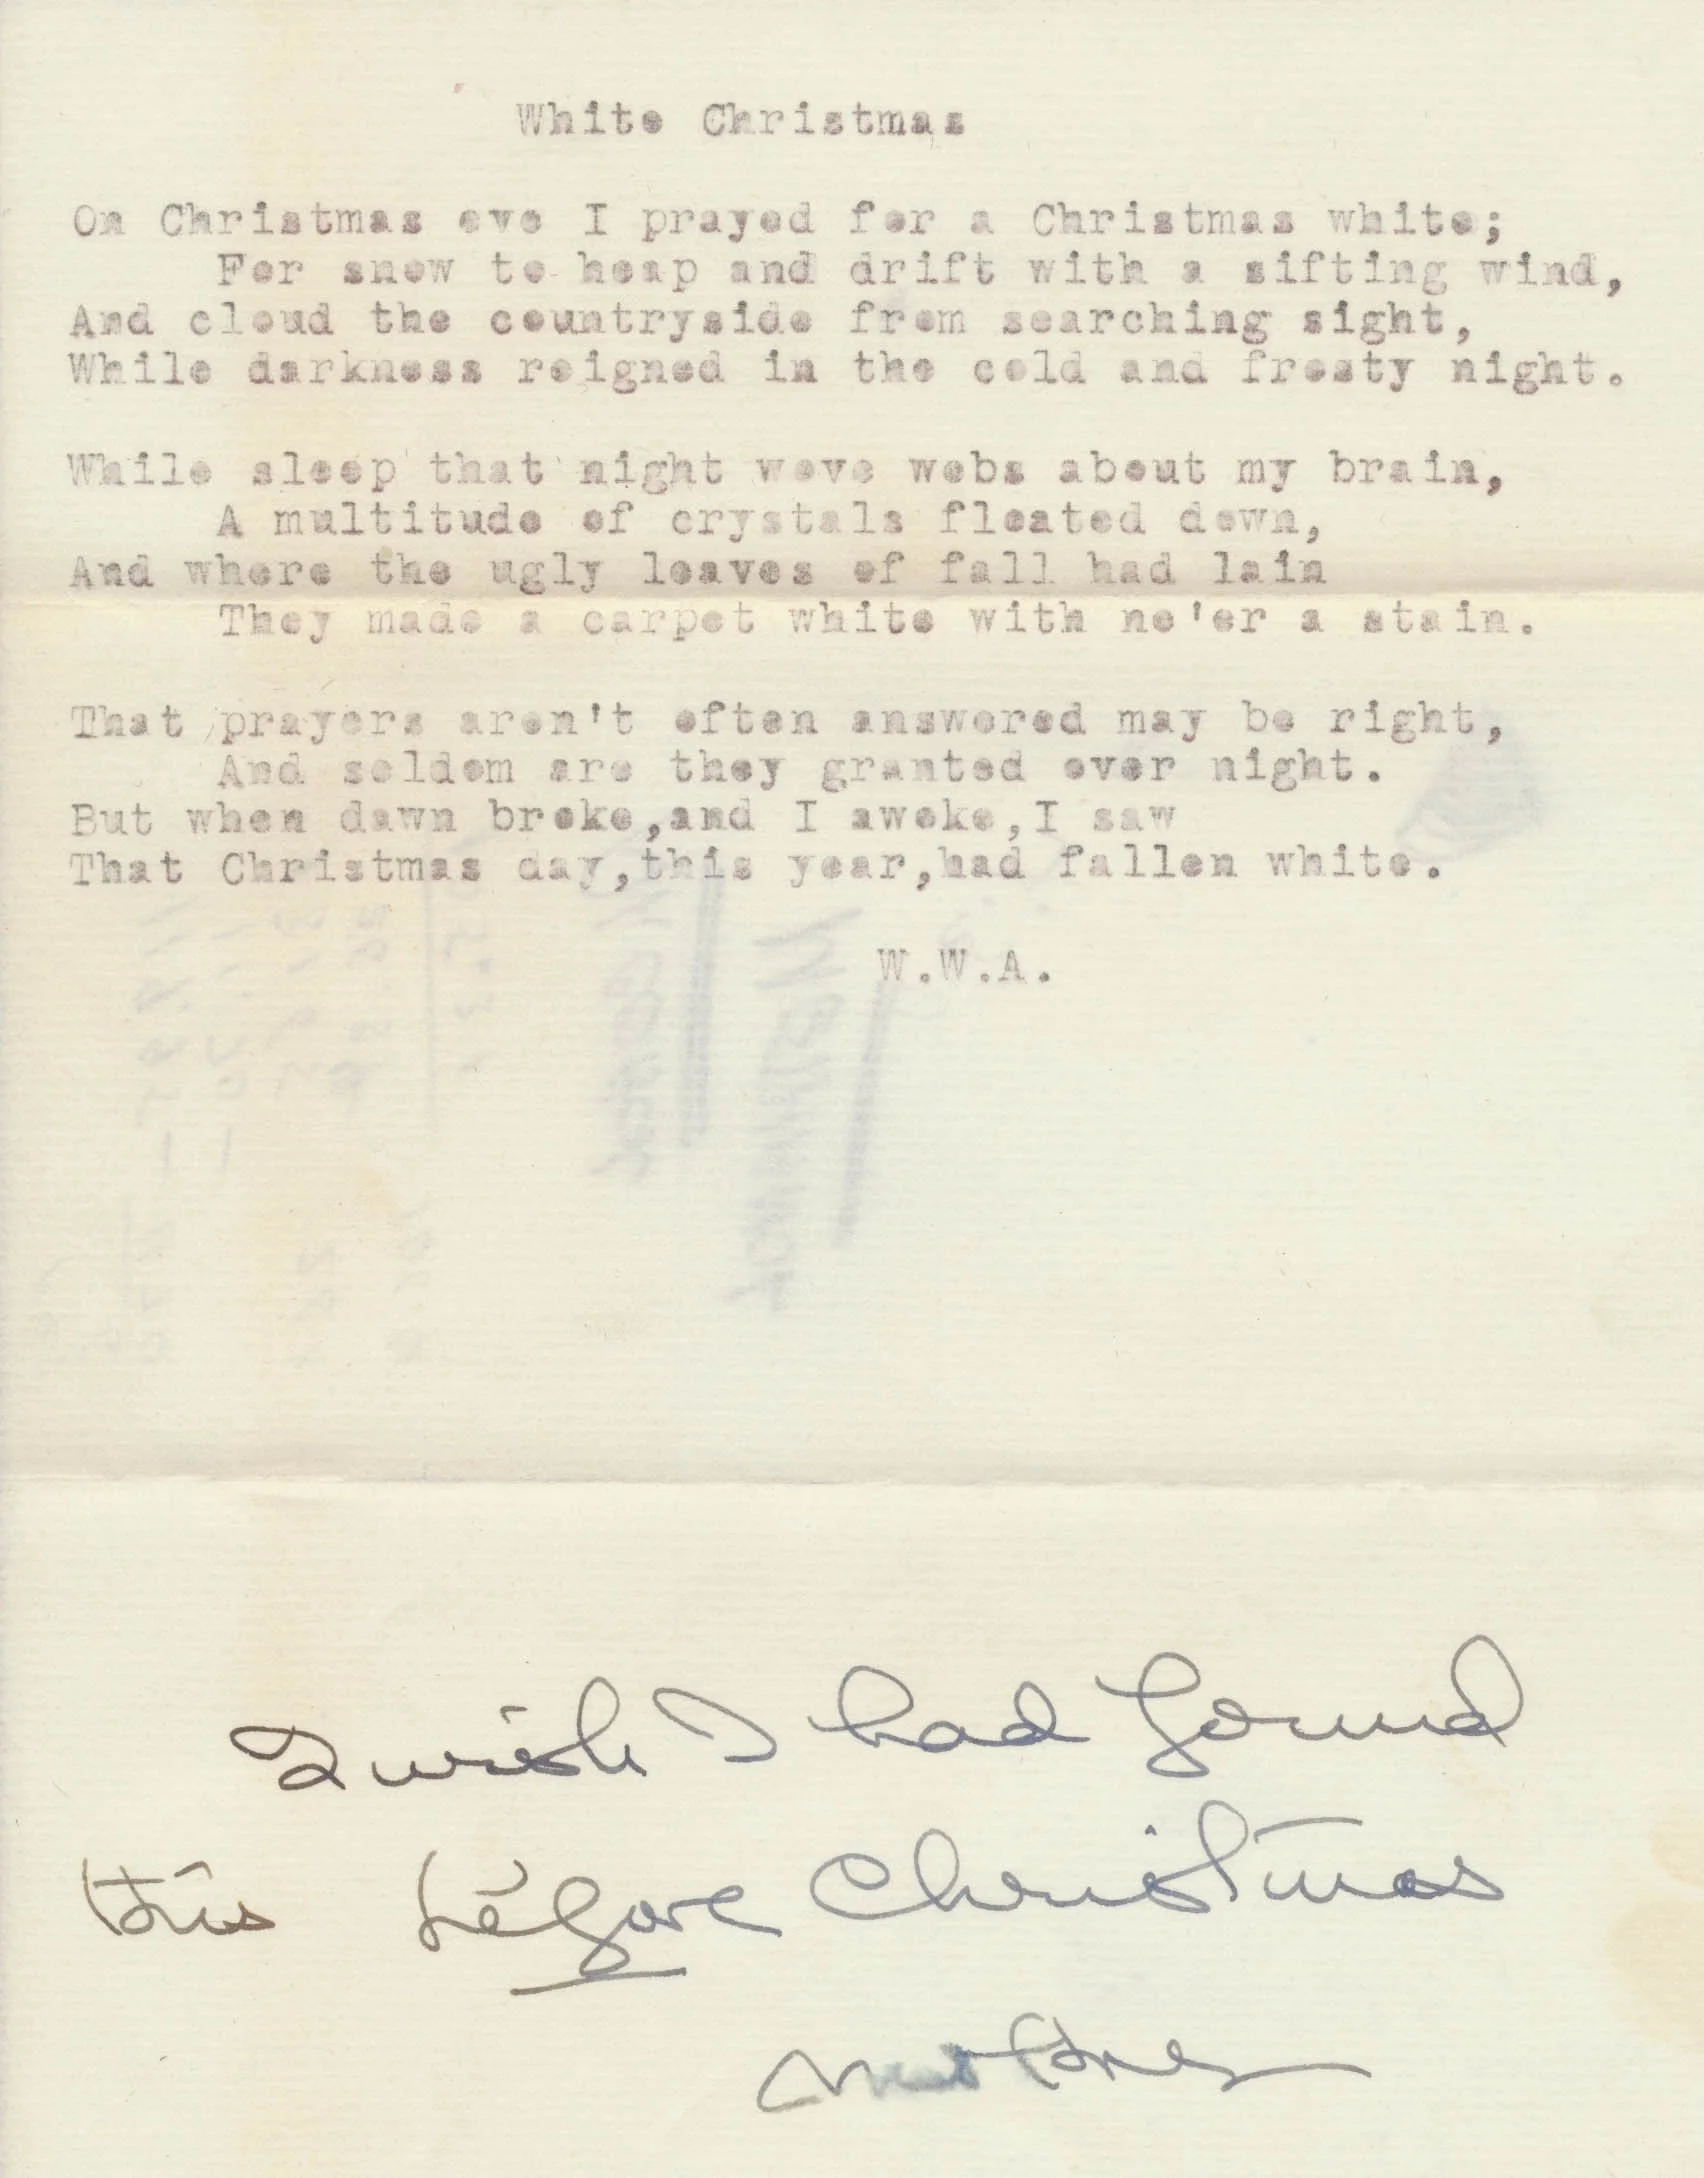 White Christmas
On Christmas eve I prayed for a Christmas white;
For snow to heap and drift with a sifting wind,
And cloud the countryside from searching sight,
While darkness reigned in the cold and frosty night.
While sleep that night wove webs about my brain,
A multitude of crystals floated down,
And where the ugly leaves of fall had lain
They made a carpet white with ne'er a stain.
That prayers aren't often answered may be right,
And seldom are they granted over night.
But when dawn broke,and I awoke,I saw
That Christmas day,this year,had fallen white.
W.W.A.
I wish I had found
this before Christmas
Mother